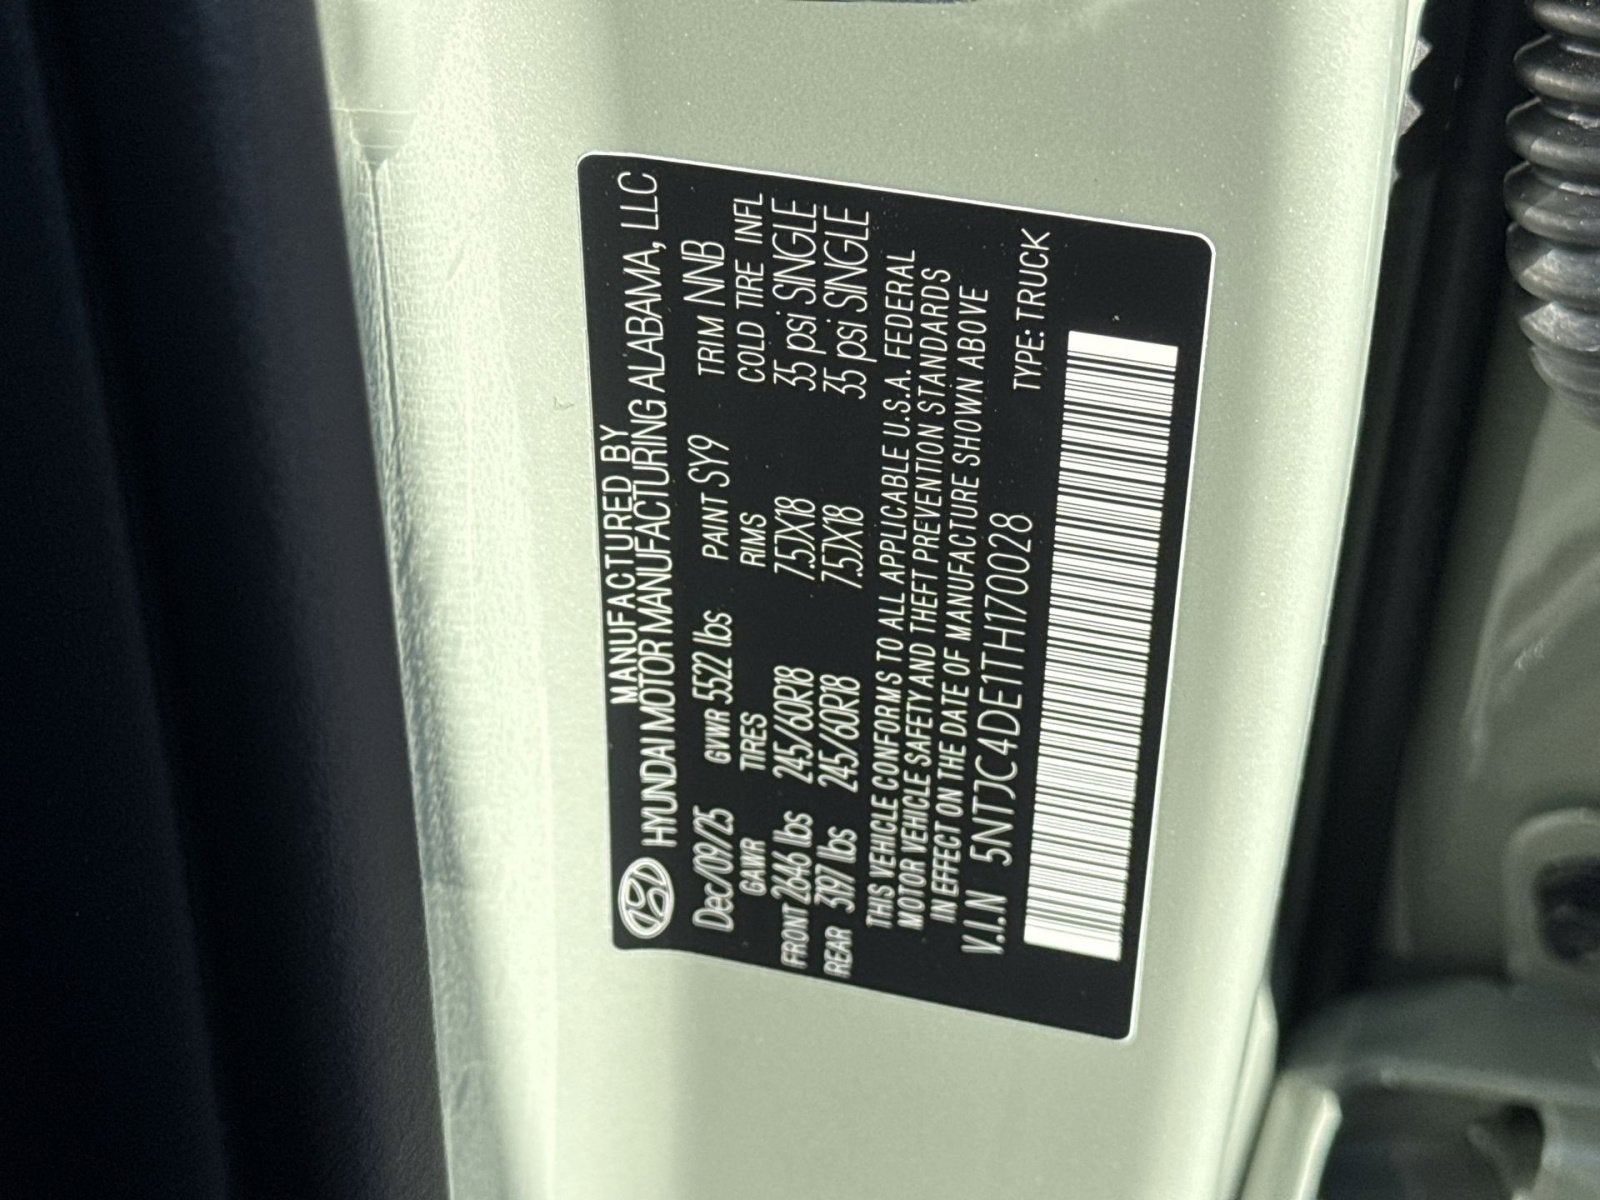 MANUFACTURED BY
HYUNDAI MOTOR MANUFACTURING ALABAMA, LLC
Dec/09/25 GVWR 5522 lbs PAINT SY9 TRIM NNB
GAWR TIRES RIMS COLD TIRE INFL
FRONT 2646 lbs 245/60R18 7.5JX18 35 psi SINGLE
REAR 3197 lbs 245/60R18 7.5JX18 35 psi SINGLE
THIS VEHICLE CONFORMS TO ALL APPLICABLE U.S.A. FEDERAL
MOTOR VEHICLE SAFETY AND THEFT PREVENTION STANDARDS
IN EFFECT ON THE DATE OF MANUFACTURE SHOWN ABOVE
V.I.N 5NTJC4DE1TH170028
TYPE: TRUCK